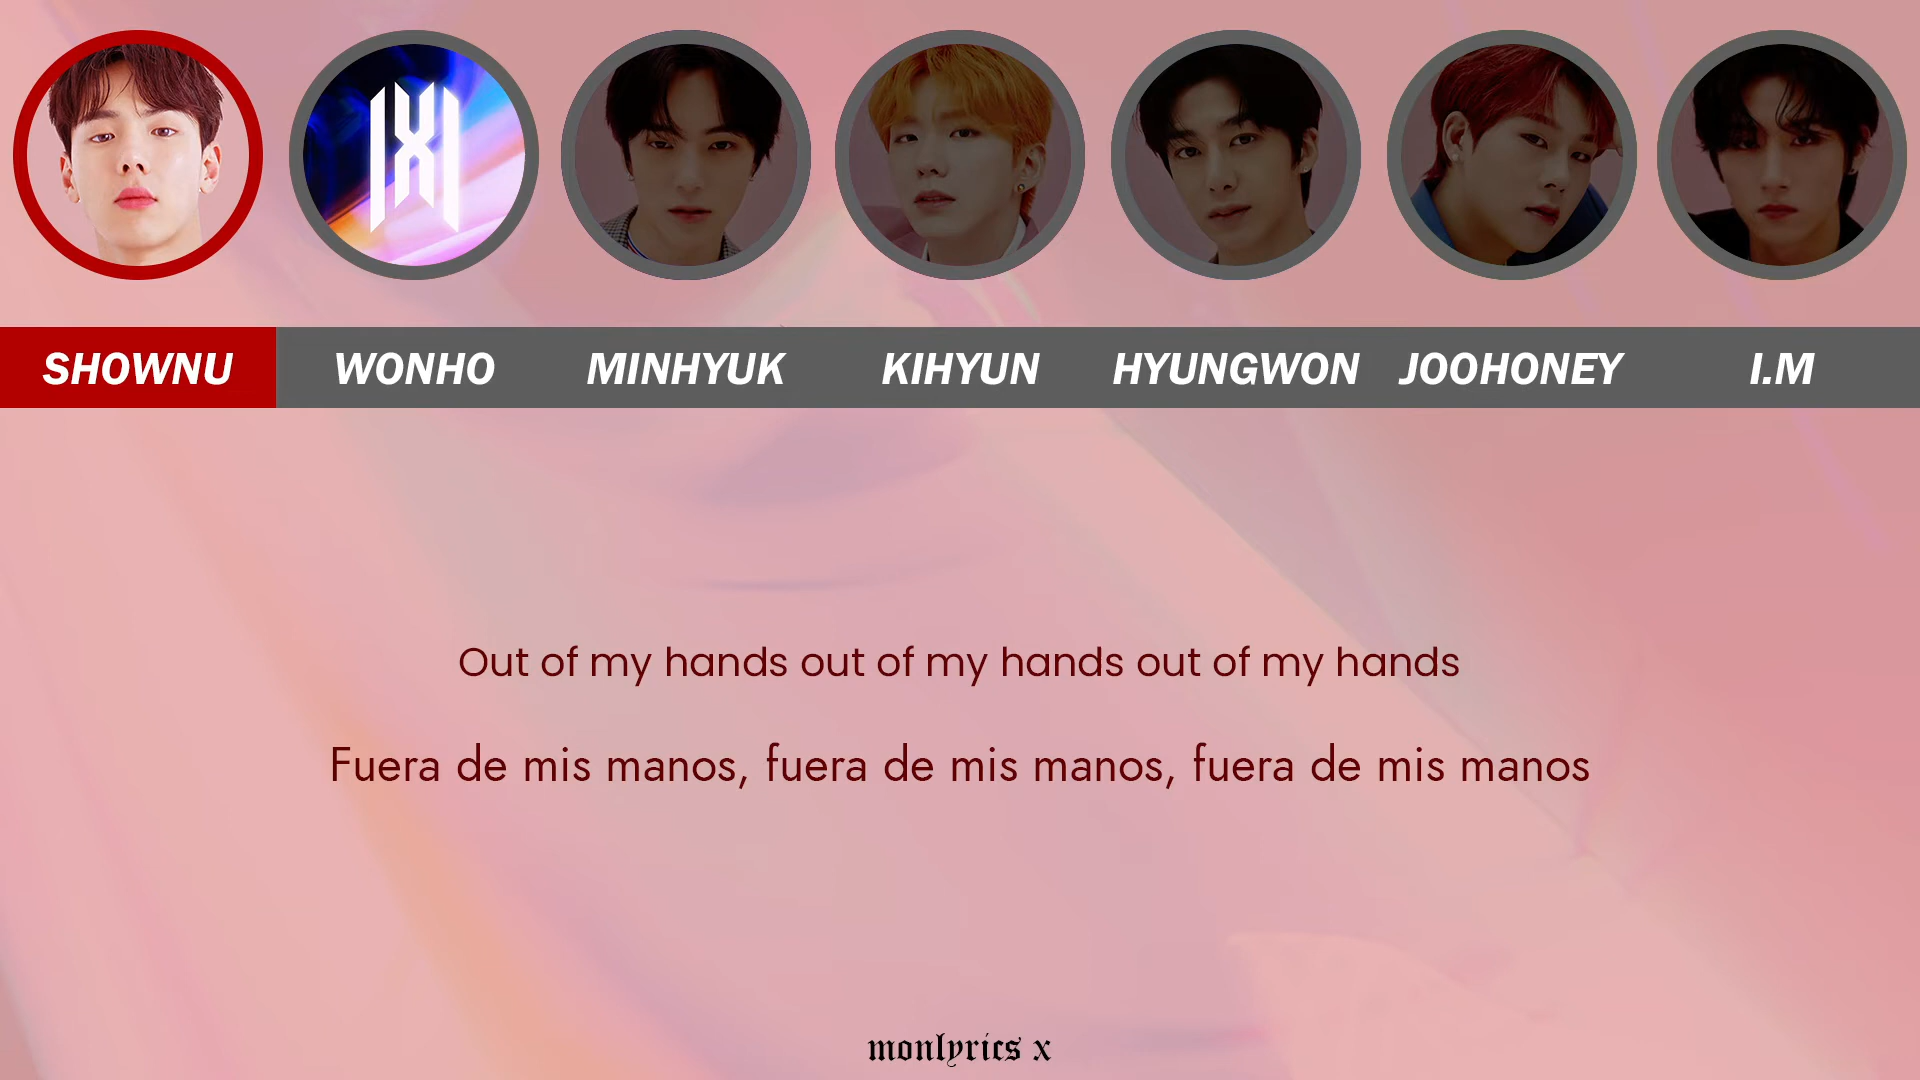 SHOWNU WONHO MINHYUK KIHYUN HYUNGWON JOOHONEY I.M
Out of my hands out of my hands out of my hands
Fuera de mis manos, fuera de mis manos, fuera de mis manos
monlyrics x